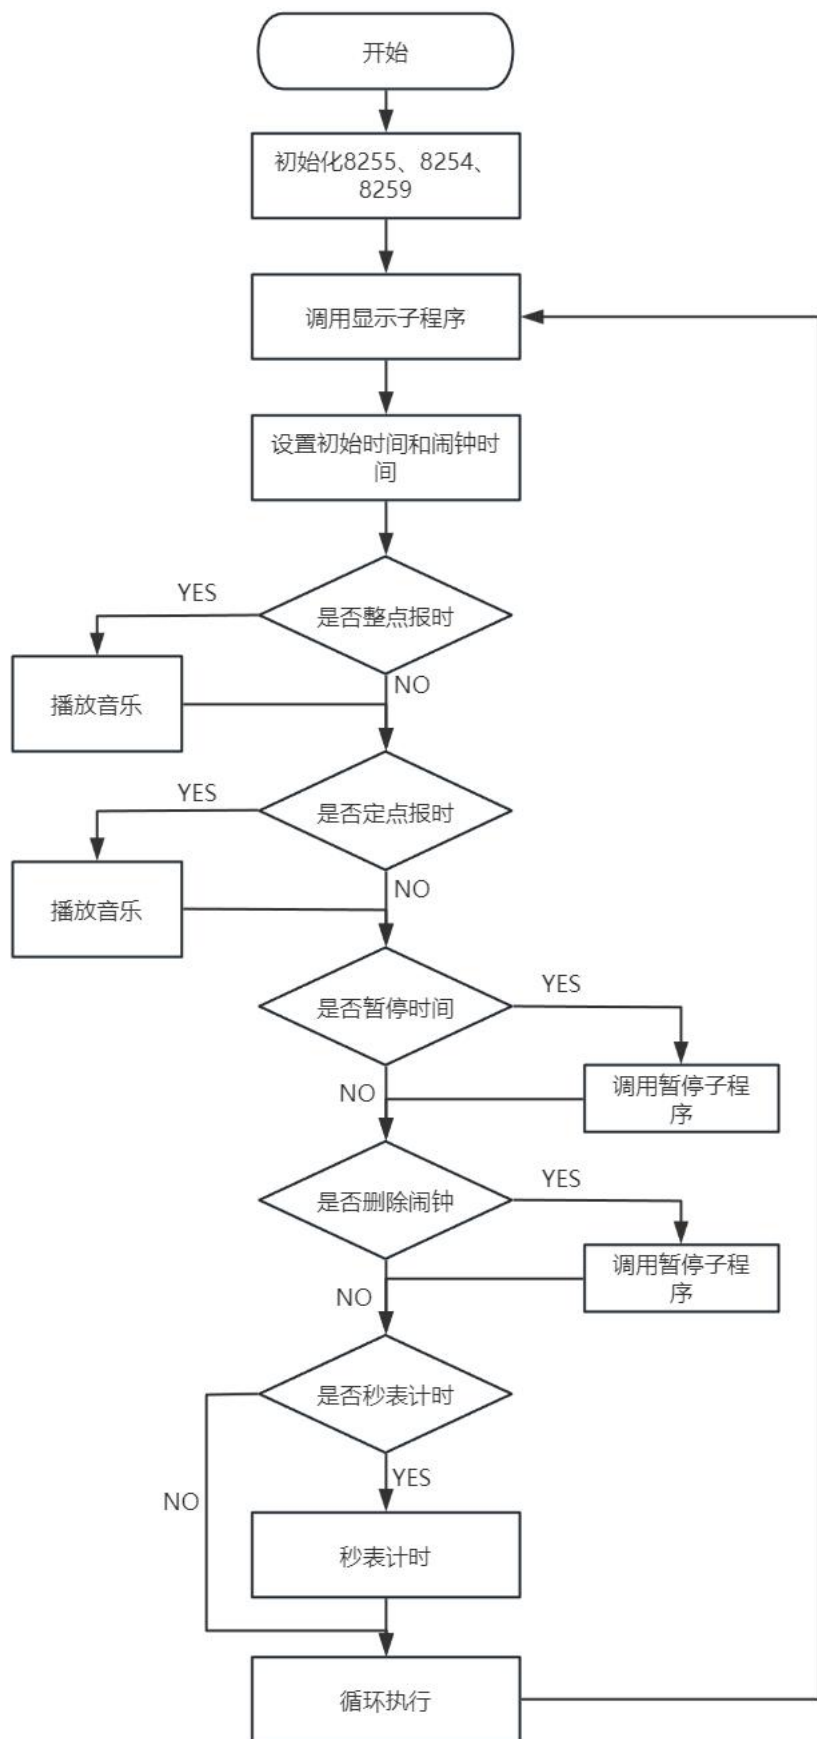 开始
初始化8255、8254、
8259
调用显示子程序
设置初始时间和闹钟时
间
YES
是否整点报时
NO
播放音乐
YES
是否定点报时
NO
播放音乐
是否暂停时间
YES
NO
调用暂停子程
序
是否删除闹钟
YES
NO
调用暂停子程
序
是否秒表计时
YES
NO
秒表计时
循环执行